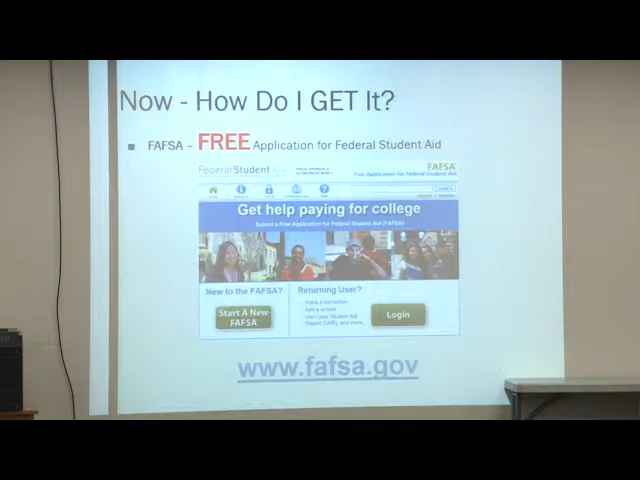 Now - How Do I GET It?
■ FAFSA - FREE Application for Federal Student Aid
Federal Student Aid
FAFSA
Free Application for Federal Student Aid
Get help paying for college
Submit a Free Application for Federal Student Aid (FAFSA)
New to the FAFSA?
Returning User?
Start A New
FAFSA
Login
www.fafsa.gov